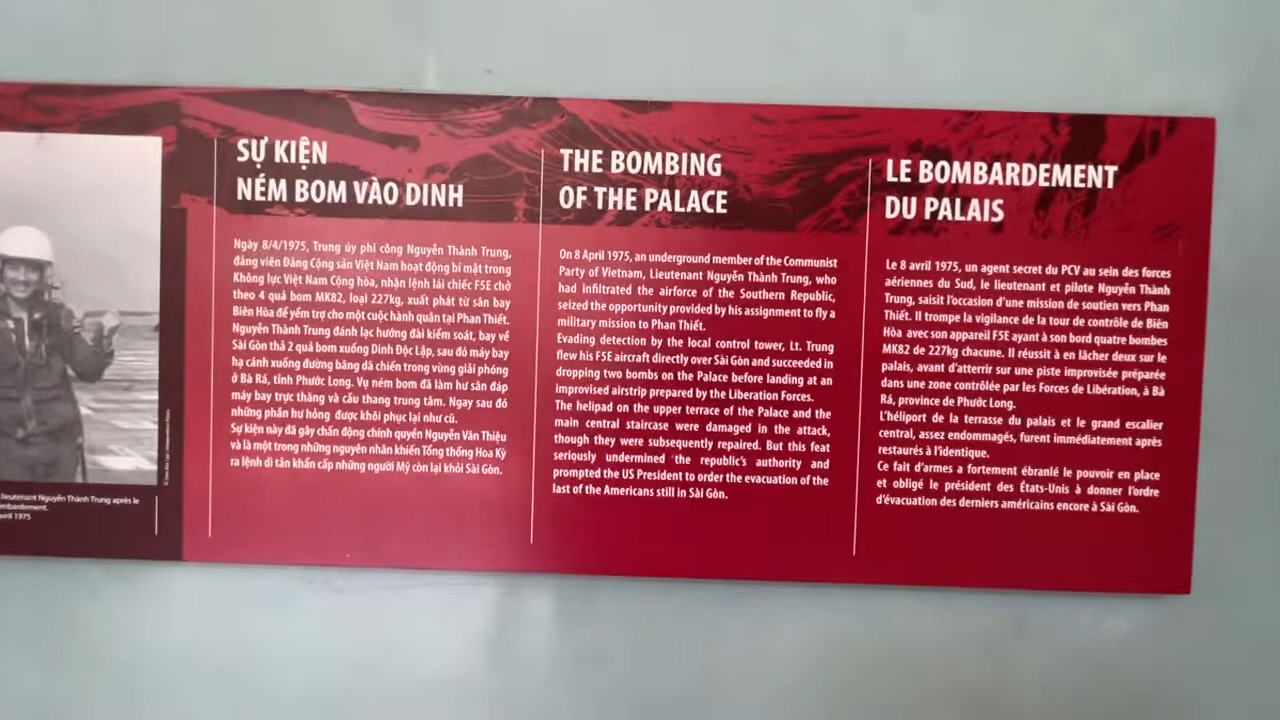 SỰ KIỆN
NÉM BOM VÀO DINH
Ngày 8/4/1975, Trung úy phi công Nguyễn Thành Trung,
đảng viên Đảng Cộng sản Việt Nam hoạt động bí mật trong
Không lực Việt Nam Cộng hòa, nhận lệnh lái chiếc F5E chở
theo 4 quả bom MK82, loại 227kg, xuất phát từ sân bay
Biên Hòa để yểm trợ cho một cuộc hành quân tại Phan Thiết.
Nguyễn Thành Trung đánh lạc hướng đài kiểm soát, bay về
Sài Gòn thả 2 quả bom xuống Dinh Độc Lập, sau đó máy bay
hạ cánh xuống đường băng dã chiến trong vùng giải phóng
ở Bà Rá, tỉnh Phước Long. Vụ ném bom đã làm hư sân đáp
máy bay trực thăng và cầu thang trung tâm. Ngay sau đó
những phần hư hỏng được khôi phục lại như cũ.
Sự kiện này đã gây chấn động chính quyền Nguyễn Văn Thiệu
và là một trong những nguyên nhân khiến Tổng thống Hoa Kỳ
ra lệnh di tản khẩn cấp những người Mỹ còn lại khỏi Sài Gòn.
THE BOMBING
OF THE PALACE
On 8 April 1975, an underground member of the Communist
Party of Vietnam, Lieutenant Nguyễn Thành Trung, who
had infiltrated the airforce of the Southern Republic,
seized the opportunity provided by his assignment to fly a
military mission to Phan Thiết.
Evading detection by the local control tower, Lt. Trung
flew his F5E aircraft directly over Sài Gòn and succeeded in
dropping two bombs on the Palace before landing at an
improvised airstrip prepared by the Liberation Forces.
The helipad on the upper terrace of the Palace and the
main central staircase were damaged in the attack,
though they were subsequently repaired. But this feat
seriously undermined the republic's authority and
prompted the US President to order the evacuation of the
last of the Americans still in Sài Gòn.
LE BOMBARDEMENT
DU PALAIS
Le 8 avril 1975, un agent secret du PCV au sein des forces
aériennes du Sud, le lieutenant et pilote Nguyễn Thành
Trung, saisit l'occasion d'une mission de soutien vers Phan
Thiết. Il trompe la vigilance de la tour de contrôle de Biên
Hòa avec son appareil F5E ayant à son bord quatre bombes
MK82 de 227kg chacune. Il réussit à en lâcher deux sur le
palais, avant d'atterrir sur une piste improvisée préparée
dans une zone contrôlée par les Forces de Libération, à Bà
Rá, province de Phước Long.
L'héliport de la terrasse du palais et le grand escalier
central, assez endommagés, furent immédiatement après
restaurés à l'identique.
Ce fait d'armes a fortement ébranlé le pouvoir en place
et obligé le président des États-Unis à donner l'ordre
d'évacuation des derniers américains encore à Sài Gòn.
lieutenant Nguyễn Thành Trung après le
avril 1975